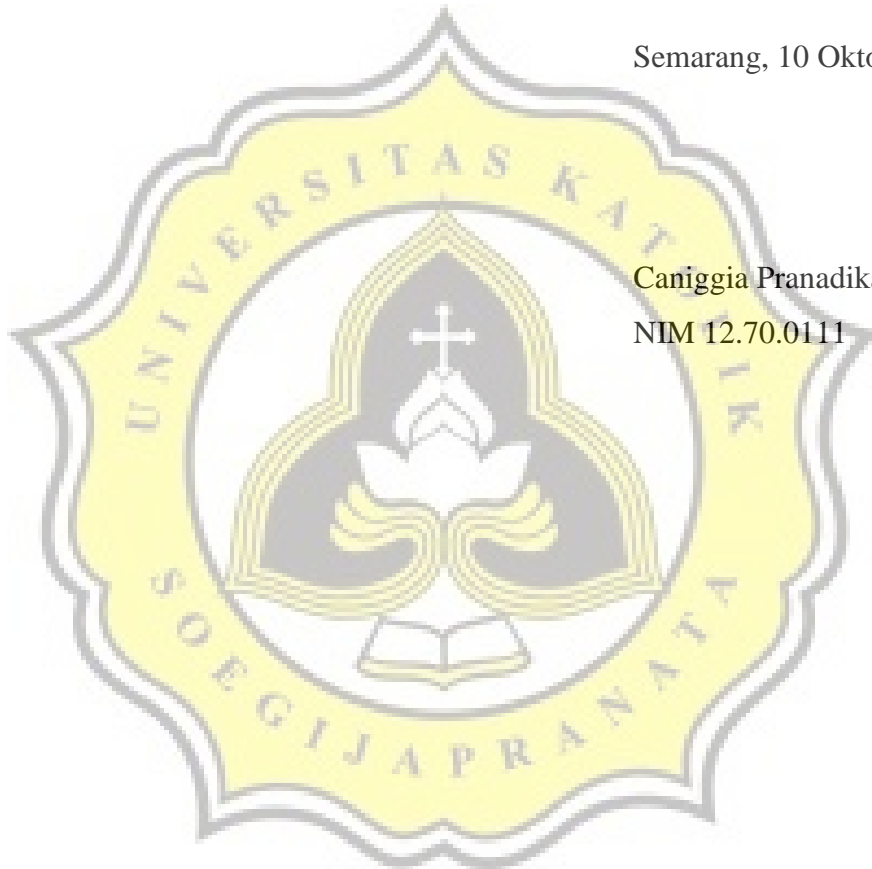 Semarang, 10 Okto
UNIVERSITAS KATOLIK
Caniggia Pranadika
NIM 12.70.0111
SOEGIJAPRANATA